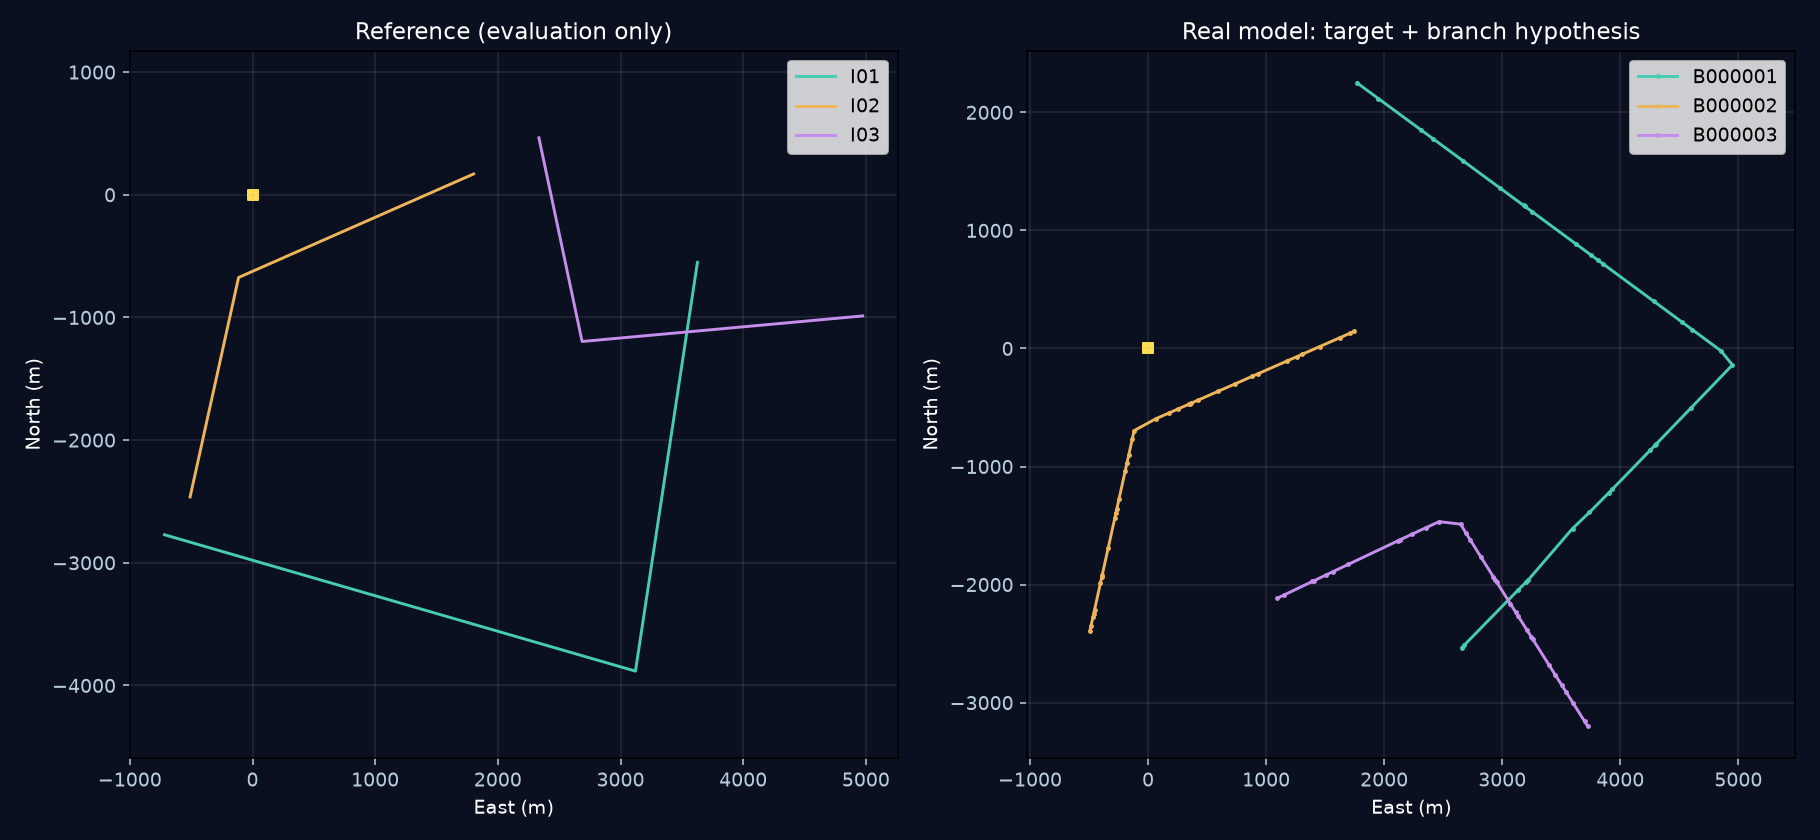 Reference (evaluation only)
I01
I02
I03
1000
0
−1000
−2000
−3000
−4000
North (m)
−1000
0
1000
2000
3000
4000
5000
East (m)
Real model: target + branch hypothesis
B000001
B000002
B000003
2000
1000
0
−1000
−2000
−3000
North (m)
−1000
0
1000
2000
3000
4000
5000
East (m)